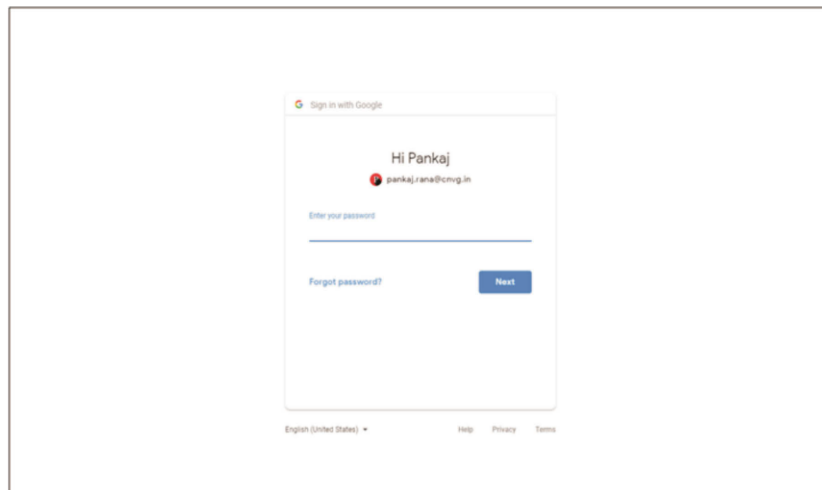 Sign in with Google
Hi Pankaj
pankaj.rana@cnvg.in
Enter your password
Forgot password? Next
English (United States) Help Privacy Terms